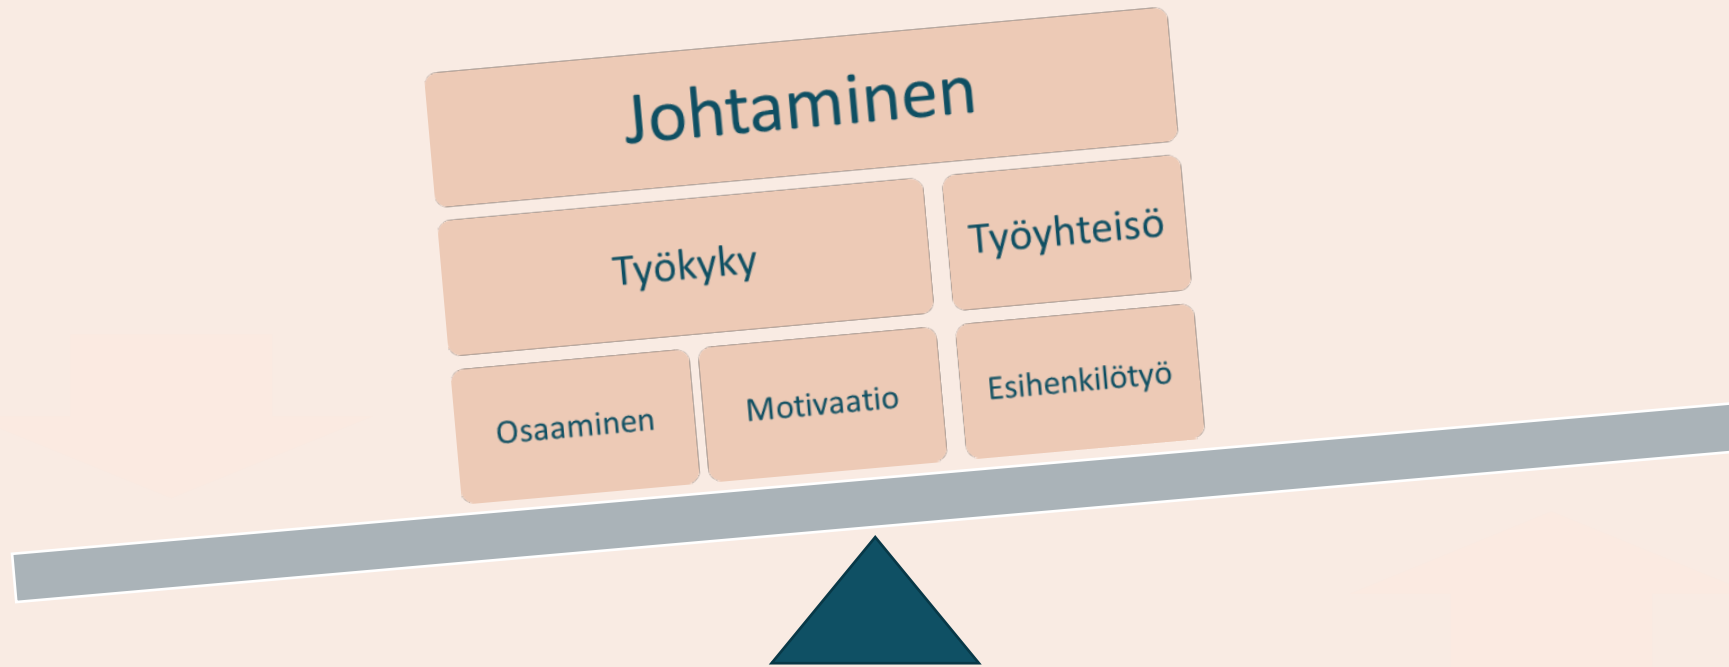 Johtaminen
Työkyky
Työyhteisö
Osaaminen
Motivaatio
Esihenkilötyö